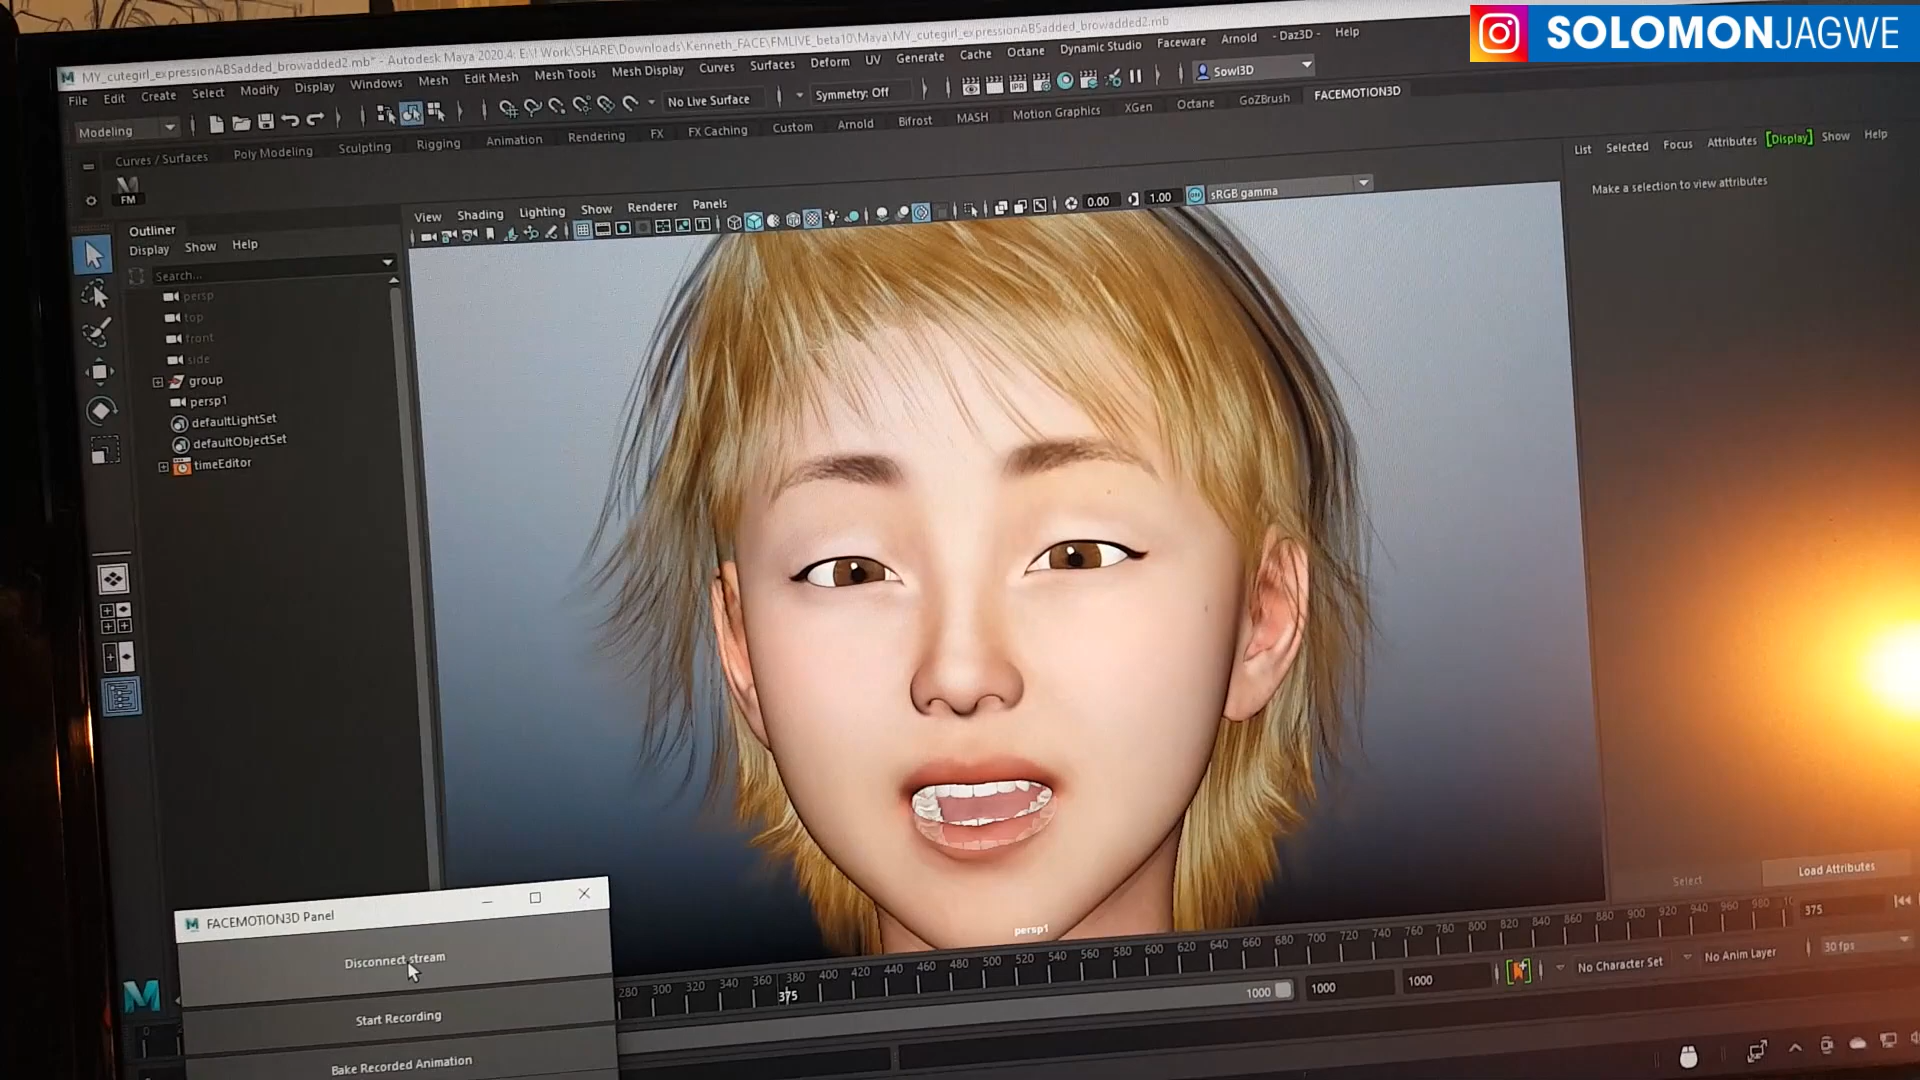 SOLOMONJAGWE
MY_cutegirl_expressionABSadded_browadded2.mb* - Autodesk Maya 2020.4: E:\! Work\SHARE\Downloads\Kenneth_FACE\FMLIVE_beta10\Maya\MY_cutegirl_expressionABSadded_browadded2.mb
File Edit Create Select Modify Display Windows Mesh Edit Mesh Mesh Tools Mesh Display Curves Surfaces Deform UV Generate Cache Octane Dynamic Studio Faceware Arnold - Daz3D - Help
Modeling No Live Surface Symmetry: Off Sowl3D
Curves / Surfaces Poly Modeling Sculpting Rigging Animation Rendering FX FX Caching Custom Arnold Bifrost MASH Motion Graphics XGen Octane GoZBrush FACEMOTION3D
FM
List Selected Focus Attributes [Display] Show Help
Make a selection to view attributes
Outliner
Display Show Help
Search...
persp
top
front
side
group
persp1
defaultLightSet
defaultObjectSet
timeEditor
View Shading Lighting Show Renderer Panels
0.00 1.00 ON sRGB gamma
persp1
Select Load Attributes
FACEMOTION3D Panel
Disconnect stream
Start Recording
Bake Recorded Animation
280 300 320 340 360 380 400 420 440 460 480 500 520 540 560 580 600 620 640 660 680 700 720 740 760 780 800 820 840 860 880 900 920 940 960 980 10
375
375
1000 1000 1000 No Character Set No Anim Layer 30 fps
0